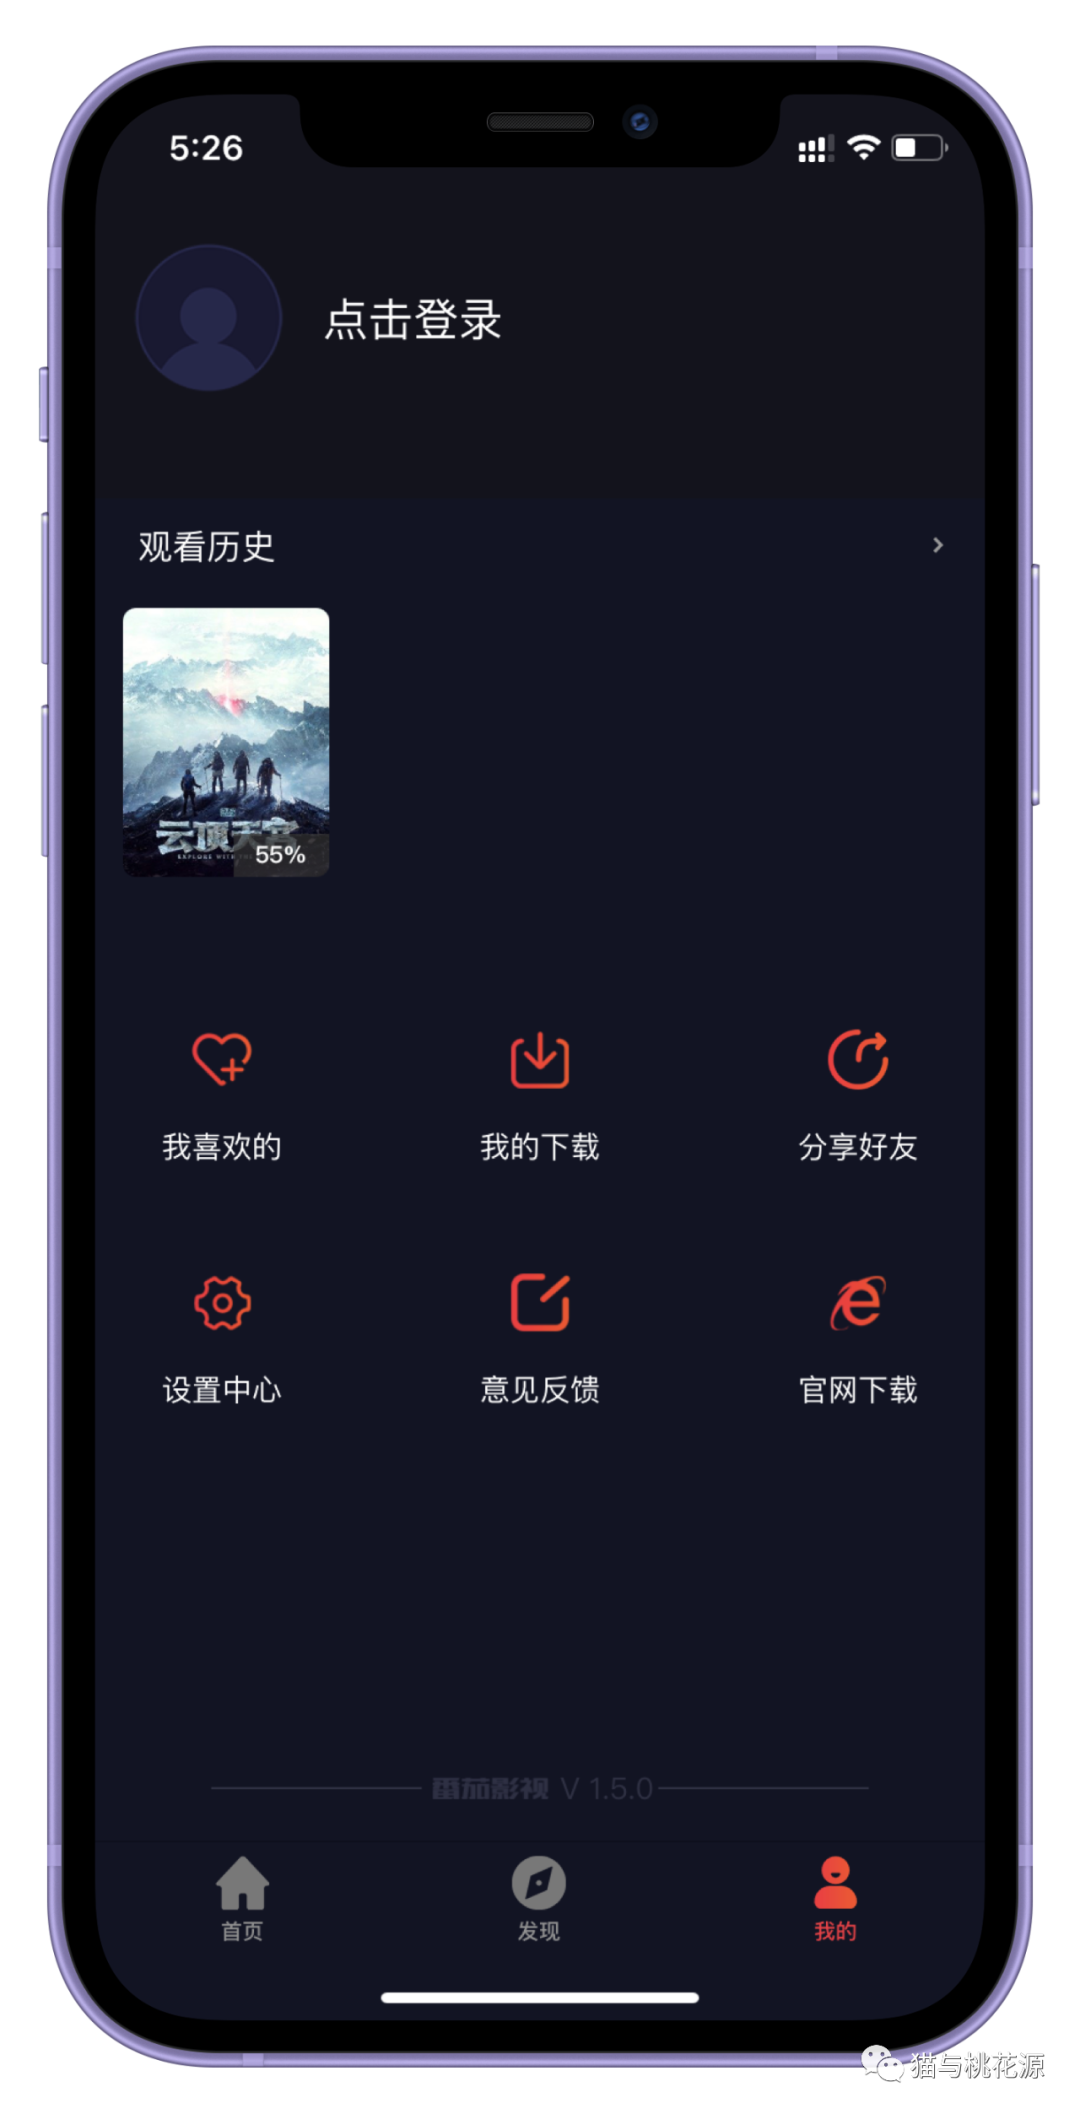 5:26
点击登录
观看历史
云顶天宫
EXPLORE WITH THE
55%
我喜欢的
我的下载
分享好友
设置中心
意见反馈
官网下载
番茄影视 V 1.5.0
首页
发现
我的
猫与桃花源